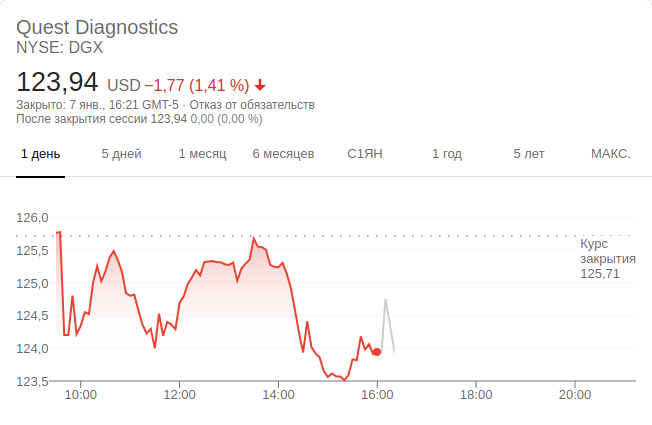 Quest Diagnostics
NYSE: DGX
123,94 USD −1,77 (1,41 %)
Закрыто: 7 янв., 16:21 GMT-5 · Отказ от обязательств
После закрытия сессии 123,94 0,00 (0,00 %)
1 день 5 дней 1 месяц 6 месяцев С1ЯН 1 год 5 лет МАКС.
126,0
125,5
125,0
124,5
124,0
123,5
Курс
закрытия
125,71
10:00 12:00 14:00 16:00 18:00 20:00